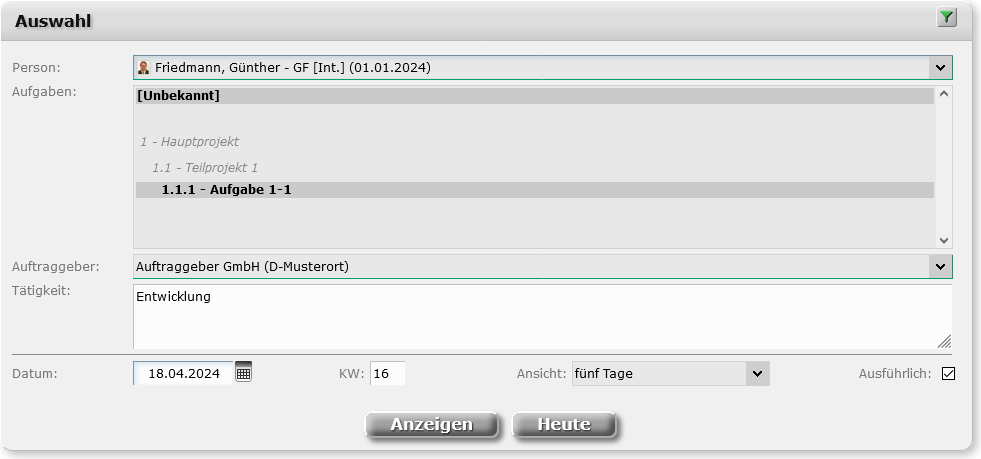 Auswahl
Person: Friedmann, Günther - GF [Int.] (01.01.2024)
Aufgaben: [Unbekannt]
1 - Hauptprojekt
1.1 - Teilprojekt 1
1.1.1 - Aufgabe 1-1
Auftraggeber: Auftraggeber GmbH (D-Musterort)
Tätigkeit: Entwicklung
Datum: 18.04.2024 KW: 16 Ansicht: fünf Tage Ausführlich:
Anzeigen Heute